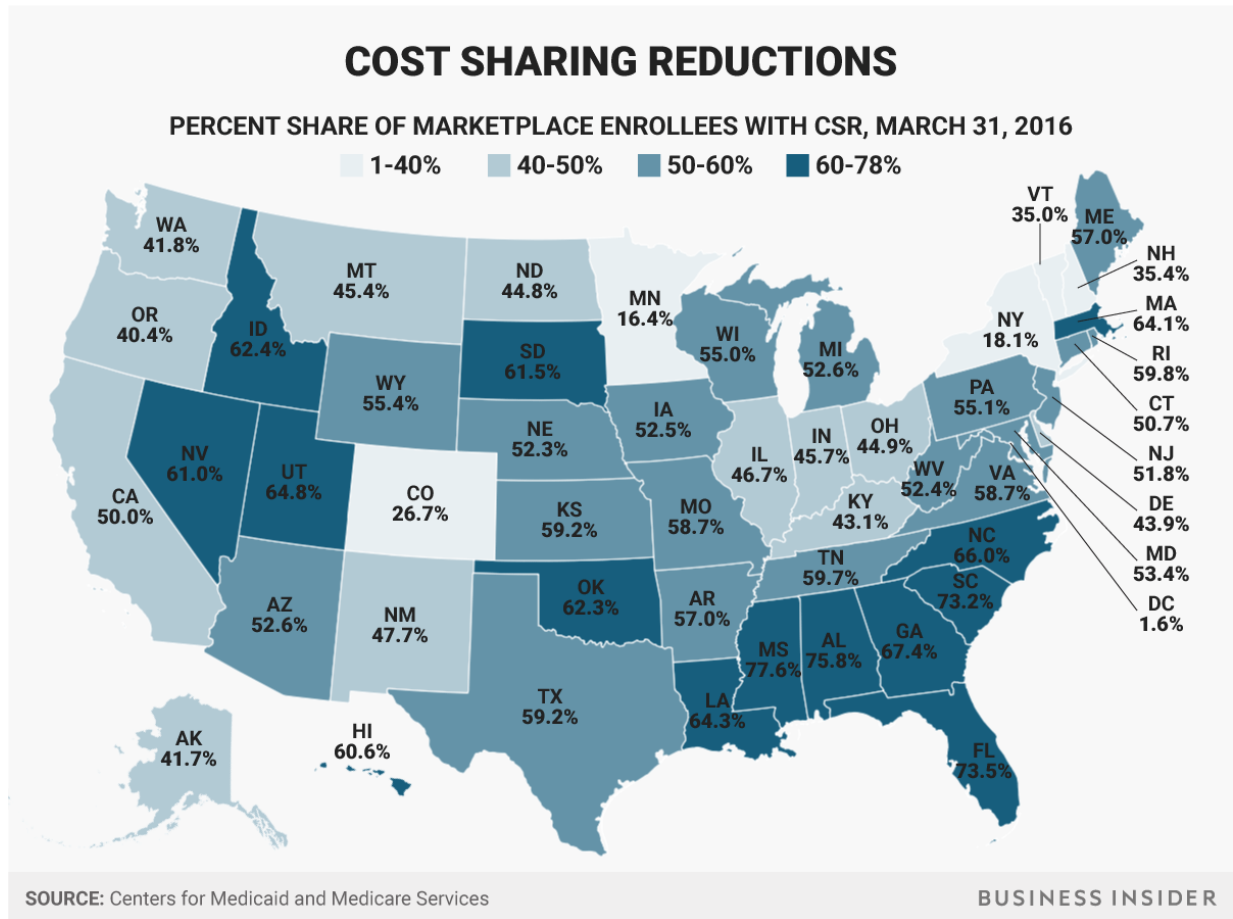 COST SHARING REDUCTIONS
PERCENT SHARE OF MARKETPLACE ENROLLEES WITH CSR, MARCH 31, 2016
1-40% 40-50% 50-60% 60-78%
WA
41.8%
OR
40.4%
CA
50.0%
ID
62.4%
NV
61.0%
MT
45.4%
WY
55.4%
UT
64.8%
AZ
52.6%
CO
26.7%
NM
47.7%
ND
44.8%
SD
61.5%
NE
52.3%
KS
59.2%
OK
62.3%
TX
59.2%
MN
16.4%
IA
52.5%
MO
58.7%
AR
57.0%
LA
64.3%
WI
55.0%
IL
46.7%
MI
52.6%
IN
45.7%
OH
44.9%
KY
43.1%
TN
59.7%
MS
77.6%
AL
75.8%
GA
67.4%
FL
73.5%
SC
73.2%
NC
66.0%
VA
58.7%
WV
52.4%
PA
55.1%
NY
18.1%
VT
35.0%
ME
57.0%
NH
35.4%
MA
64.1%
RI
59.8%
CT
50.7%
NJ
51.8%
DE
43.9%
MD
53.4%
DC
1.6%
AK
41.7%
HI
60.6%
SOURCE: Centers for Medicaid and Medicare Services
BUSINESS INSIDER